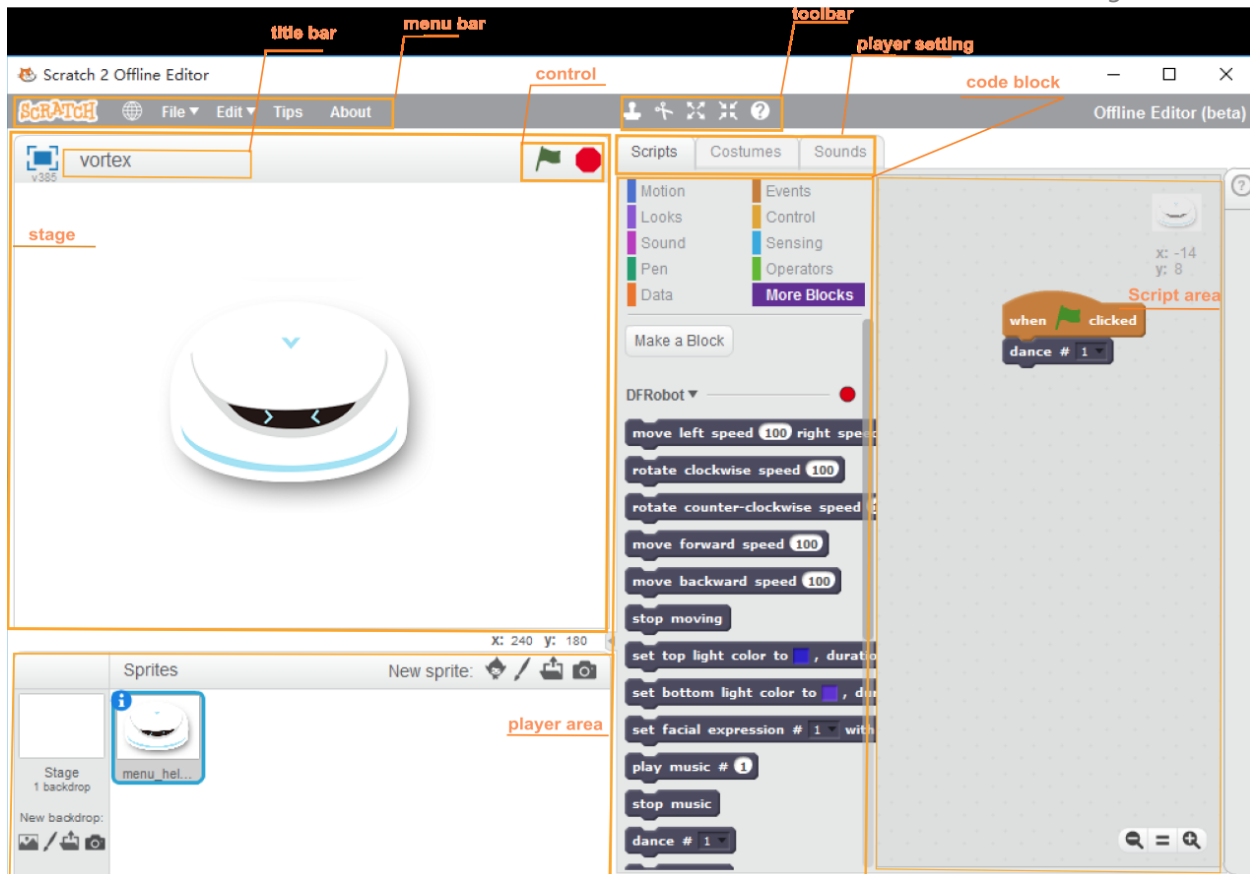 title bar
menu bar
toolbar
player setting
Scratch 2 Offline Editor
control
code block
SCRATCH File Edit Tips About
Offline Editor (beta)
vortex
v385
Scripts Costumes Sounds
stage
Motion Events
Looks Control
Sound Sensing
Pen Operators
Data More Blocks
x: -14
y: 8
Script area
when clicked
dance # 1
Make a Block
DFRobot
move left speed 100 right speed
rotate clockwise speed 100
rotate counter-clockwise speed
move forward speed 100
move backward speed 100
stop moving
set top light color to , duratio
set bottom light color to , du
set facial expression # 1 with
play music # 1
stop music
dance # 1
X: 240 y: 180
Sprites New sprite:
player area
Stage
1 backdrop
menu_hel...
New backdrop: